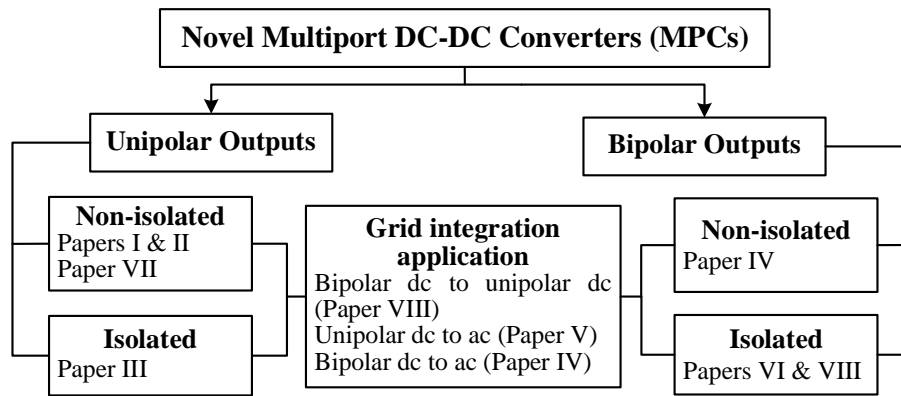 Novel Multiport DC-DC Converters (MPCs)
Unipolar Outputs
Bipolar Outputs
Non-isolated
Papers I & II
Paper VII
Isolated
Paper III
Grid integration
application
Bipolar dc to unipolar dc
(Paper VIII)
Unipolar dc to ac (Paper V)
Bipolar dc to ac (Paper IV)
Non-isolated
Paper IV
Isolated
Papers VI & VIII